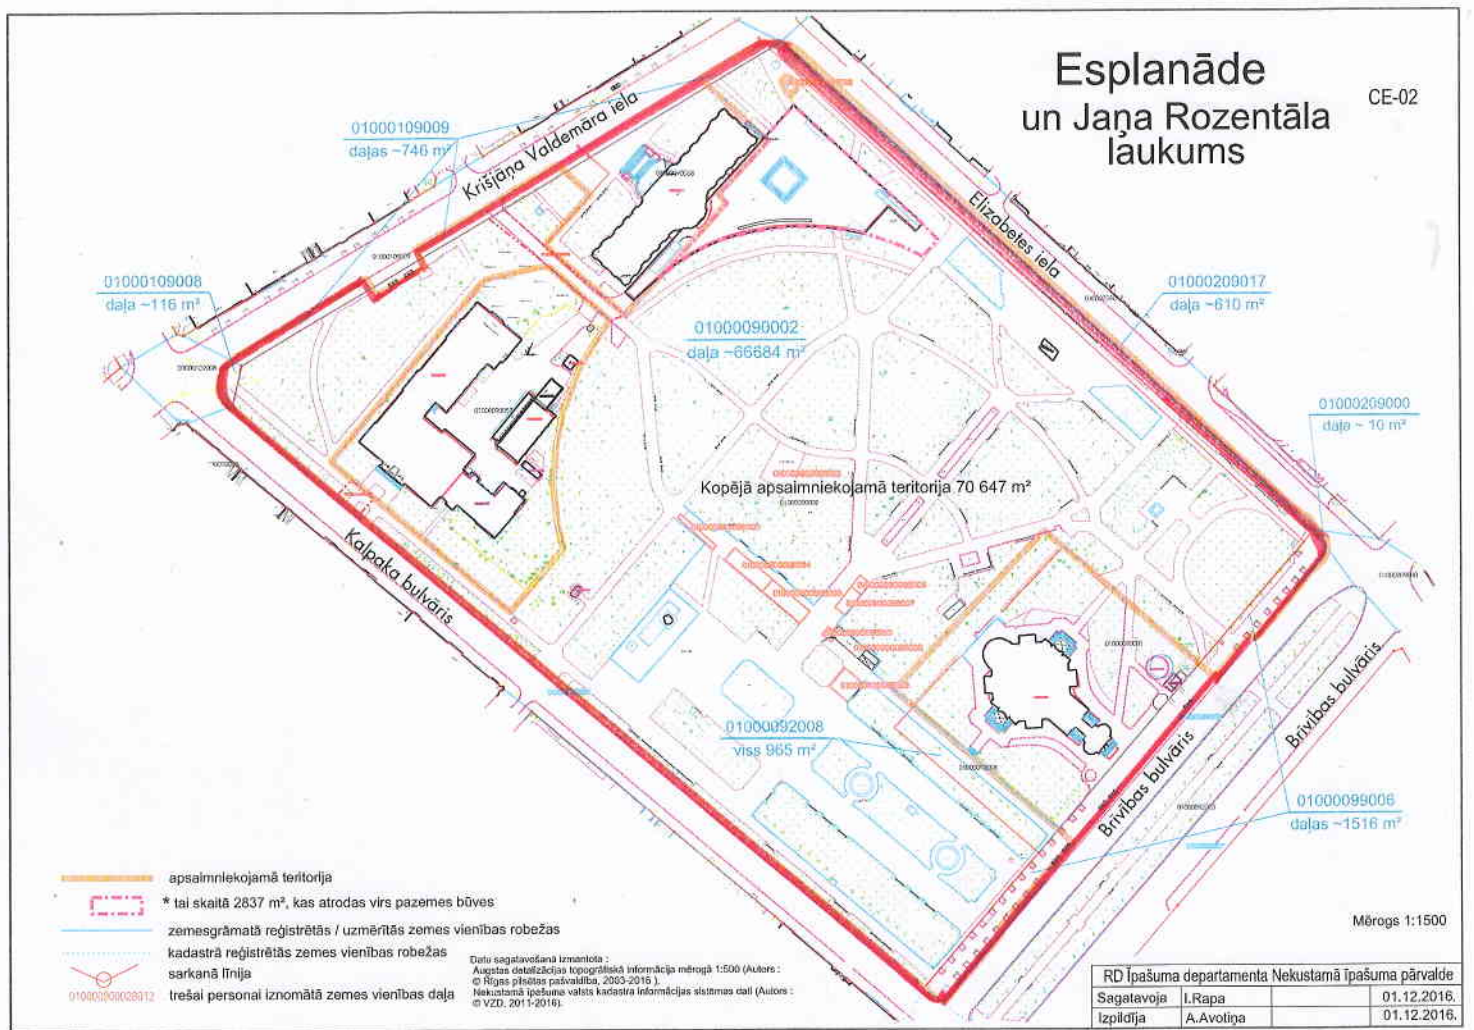 Esplanāde
un Jaņa Rozentāla
laukums
CE-02
01000109009
daļas ~746 m²
Krišjāņa Valdemāra iela
01000109008
daļa ~116 m²
Elizabetes iela
01000209017
daļa ~610 m²
01000090002
daļa ~66684 m²
01000209000
daļa ~ 10 m²
Kopējā apsaimniekojamā teritorija 70 647 m²
Kalpaka bulvāris
01000092008
viss 965 m²
Brīvības bulvāris
Brīvības bulvāris
01000099006
daļas ~1516 m²
apsaimniekojamā teritorija
* tai skaitā 2837 m², kas atrodas virs pazemes būves
zemesgrāmatā reģistrētās / uzmērītās zemes vienības robežas
kadastrā reģistrētās zemes vienības robežas
sarkanā līnija
010000900028012 trešai personai iznomātā zemes vienības daļa
Datu sagatavošanā izmantota :
Augstas detalizācijas topogrāfiskā informācija mērogā 1:500 (Autors :
© Rīgas pilsētas pašvaldība, 2003-2016 ).
Nekustamā īpašuma valsts kadastra informācijas sistēmas dati (Autors :
© VZD, 2011-2016).
Mērogs 1:1500
RD Īpašuma departamenta Nekustamā īpašuma pārvalde
Sagatavoja I.Rapa 01.12.2016.
Izpildīja A.Avotiņa 01.12.2016.